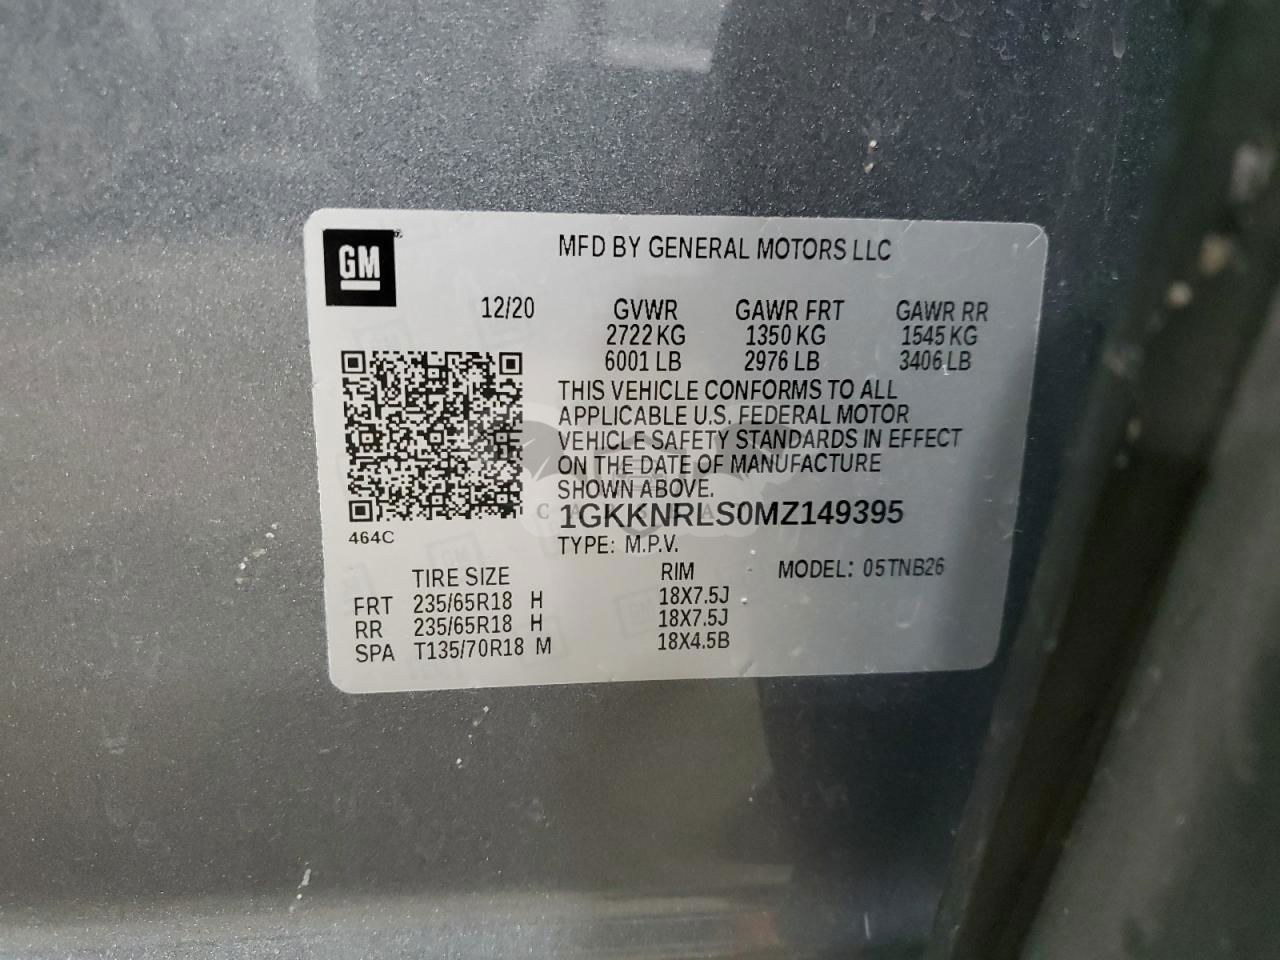 GM
MFD BY GENERAL MOTORS LLC
12/20 GVWR GAWR FRT GAWR RR
2722 KG 1350 KG 1545 KG
6001 LB 2976 LB 3406 LB
THIS VEHICLE CONFORMS TO ALL
APPLICABLE U.S. FEDERAL MOTOR
VEHICLE SAFETY STANDARDS IN EFFECT
ON THE DATE OF MANUFACTURE
SHOWN ABOVE.
1GKKNRLS0MZ149395
464C
TYPE: M.P.V.
TIRE SIZE RIM MODEL: 05TNB26
FRT 235/65R18 H 18X7.5J
RR 235/65R18 H 18X7.5J
SPA T135/70R18 M 18X4.5B